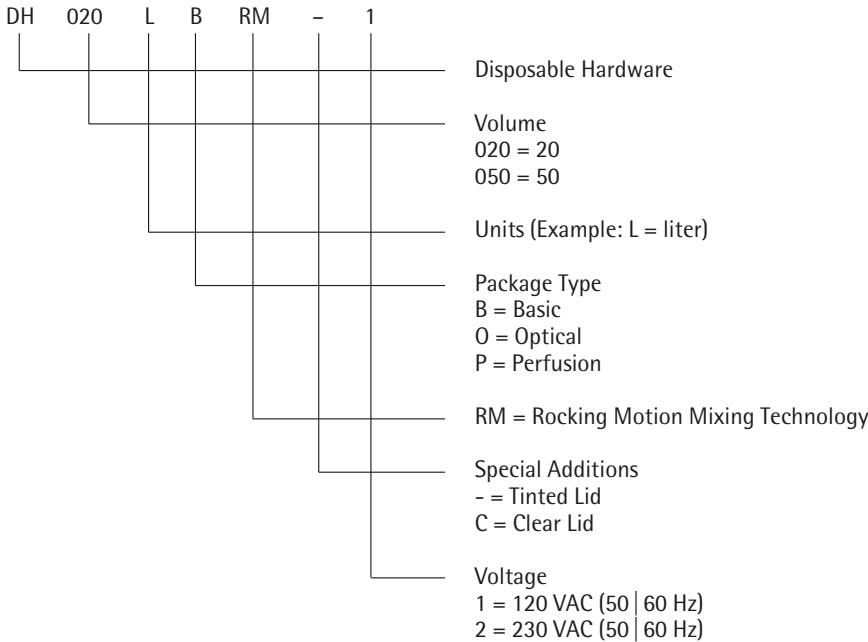 DH 020 L B RM – 1
Disposable Hardware
Volume
020 = 20
050 = 50
Units (Example: L = liter)
Package Type
B = Basic
O = Optical
P = Perfusion
RM = Rocking Motion Mixing Technology
Special Additions
- = Tinted Lid
C = Clear Lid
Voltage
1 = 120 VAC (50 | 60 Hz)
2 = 230 VAC (50 | 60 Hz)